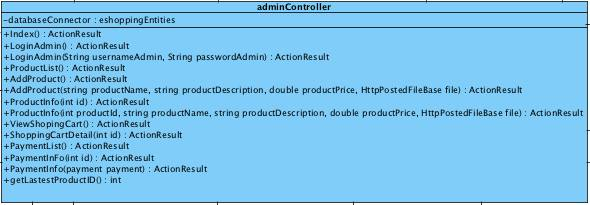 adminController
-databaseConnector : eshoppingEntities
+Index() : ActionResult
+LoginAdmin() : ActionResult
+LoginAdmin(String usernameAdmin, String passwordAdmin) : ActionResult
+ProductList() : ActionResult
+AddProduct() : ActionResult
+AddProduct(string productName, string productDescription, double productPrice, HttpPostedFileBase file) : ActionResult
+ProductInfo(int id) : ActionResult
+ProductInfo(int productId, string productName, string productDescription, double productPrice, HttpPostedFileBase file) : ActionResult
+ViewShopingCart() : ActionResult
+ShoppingCartDetail(int id) : ActionResult
+PaymentList() : ActionResult
+PaymentInFo(int id) : ActionResult
+PaymentInfo(payment payment) : ActionResult
+getLastestProductID() : int